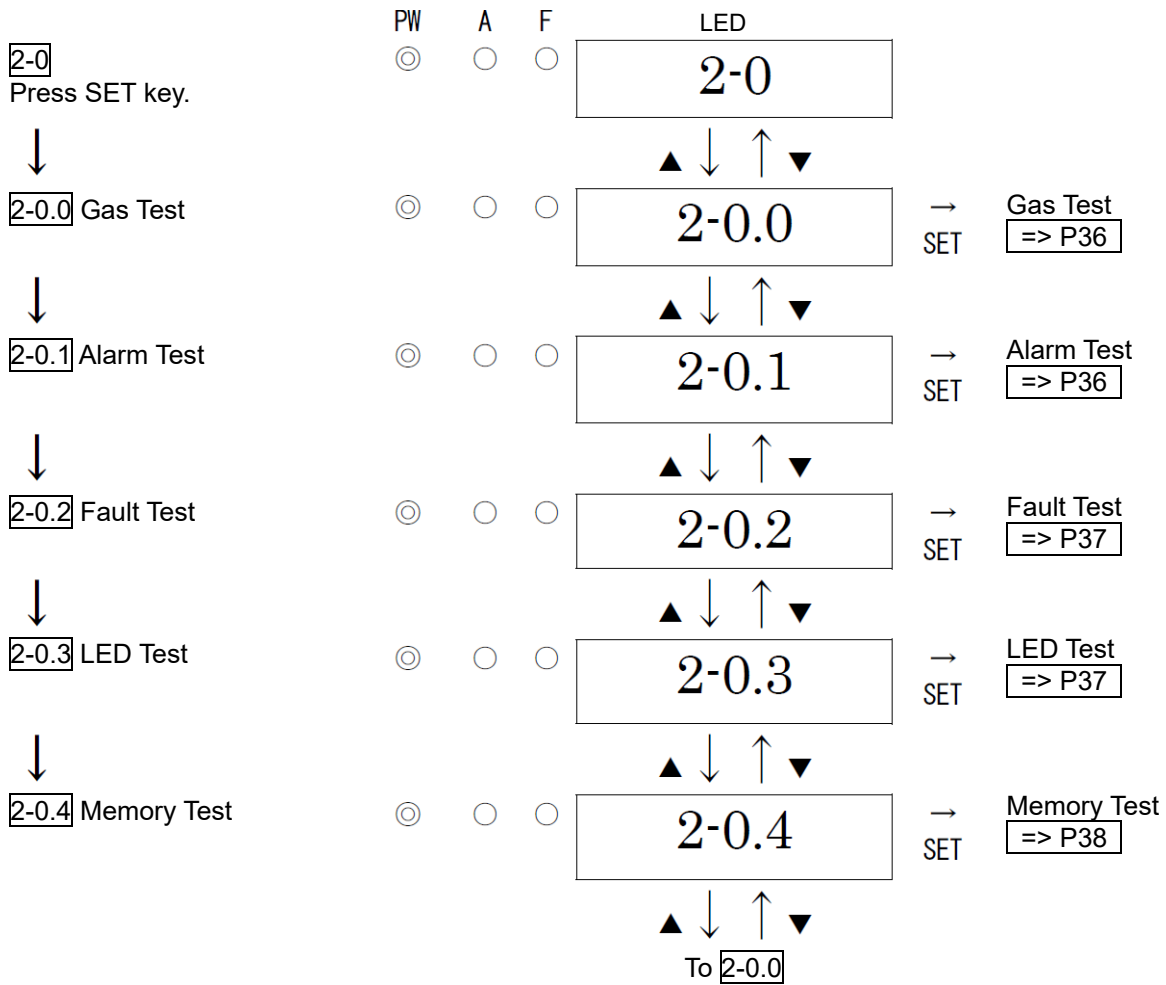 PW A F LED
2-0 ◎ ○ ○ 2-0
Press SET key.
↓ ▲ ↓ ↑ ▼
2-0.0 Gas Test ◎ ○ ○ 2-0.0 → Gas Test
SET => P36
↓ ▲ ↓ ↑ ▼
2-0.1 Alarm Test ◎ ○ ○ 2-0.1 → Alarm Test
SET => P36
↓ ▲ ↓ ↑ ▼
2-0.2 Fault Test ◎ ○ ○ 2-0.2 → Fault Test
SET => P37
↓ ▲ ↓ ↑ ▼
2-0.3 LED Test ◎ ○ ○ 2-0.3 → LED Test
SET => P37
↓ ▲ ↓ ↑ ▼
2-0.4 Memory Test ◎ ○ ○ 2-0.4 → Memory Test
SET => P38
▲ ↓ ↑ ▼
To 2-0.0